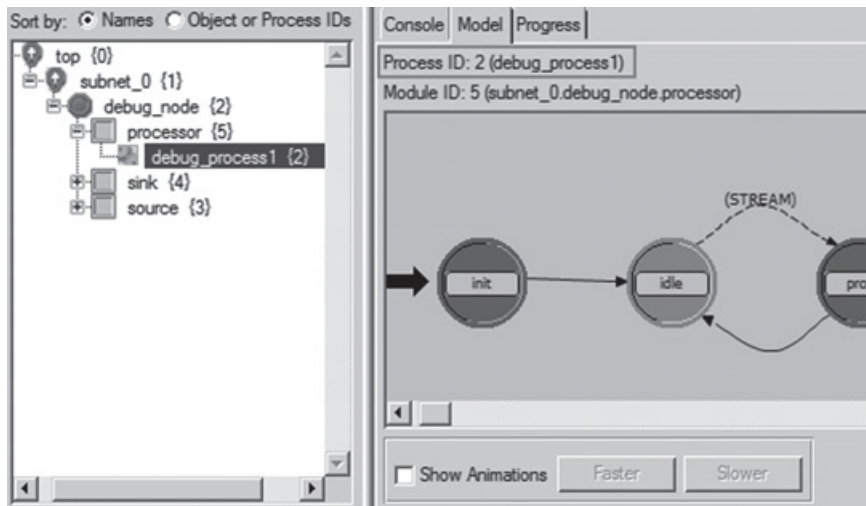 Sort by: Names Object or Process IDs
top {0}
subnet_0 {1}
debug_node {2}
processor {5}
debug_process1 {2}
sink {4}
source {3}
Console Model Progress
Process ID: 2 (debug_process1)
Module ID: 5 (subnet_0.debug_node.processor)
(STREAM)
init idle pro
Show Animations Faster Slower